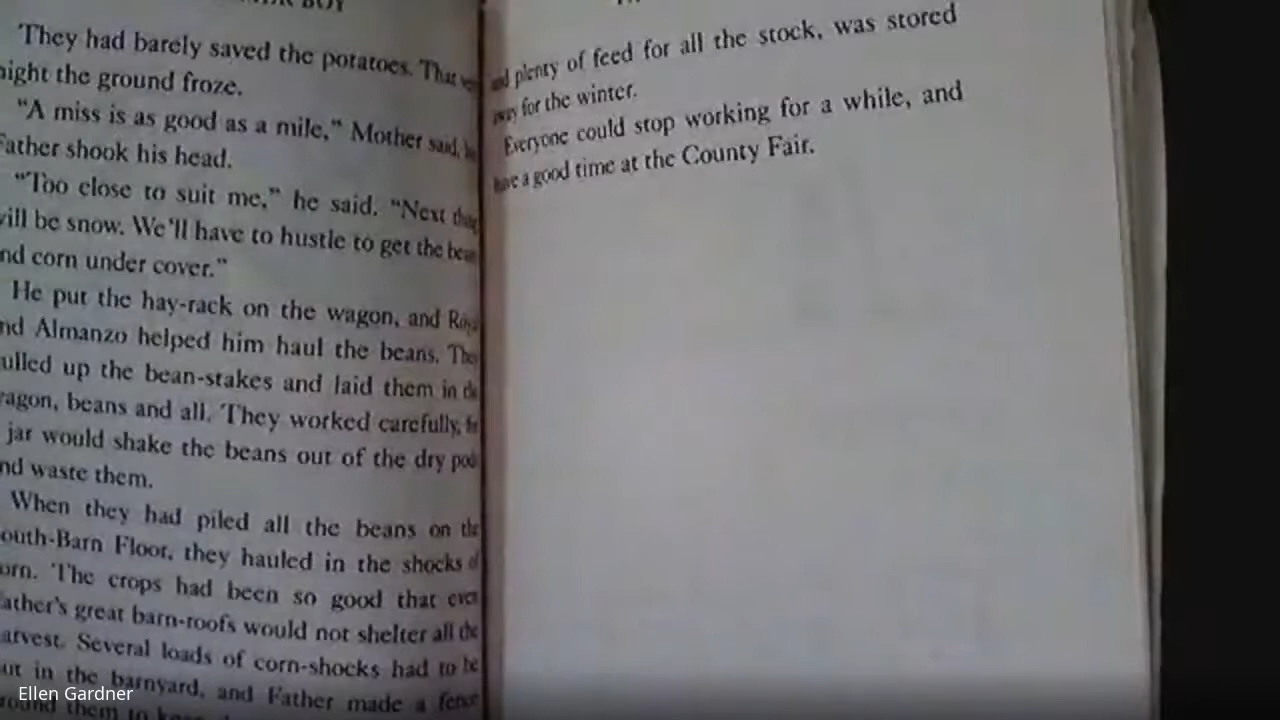 BOY
They had barely saved the potatoes. That very
night the ground froze.
"A miss is as good as a mile," Mother said, but
Father shook his head.
"Too close to suit me," he said. "Next thing
will be snow. We'll have to hustle to get the beans
and corn under cover."
He put the hay-rack on the wagon, and Royal
and Almanzo helped him haul the beans. They
pulled up the bean-stakes and laid them in the
wagon, beans and all. They worked carefully, for
jar would shake the beans out of the dry pods
and waste them.
When they had piled all the beans on the
South-Barn Floor, they hauled in the shocks of
corn. The crops had been so good that even
Father's great barn-roofs would not shelter all the
harvest. Several loads of corn-shocks had to be
put in the barnyard, and Father made a fence
around them to keep
and plenty of feed for all the stock, was stored
away for the winter.
Everyone could stop working for a while, and
have a good time at the County Fair.
Ellen Gardner